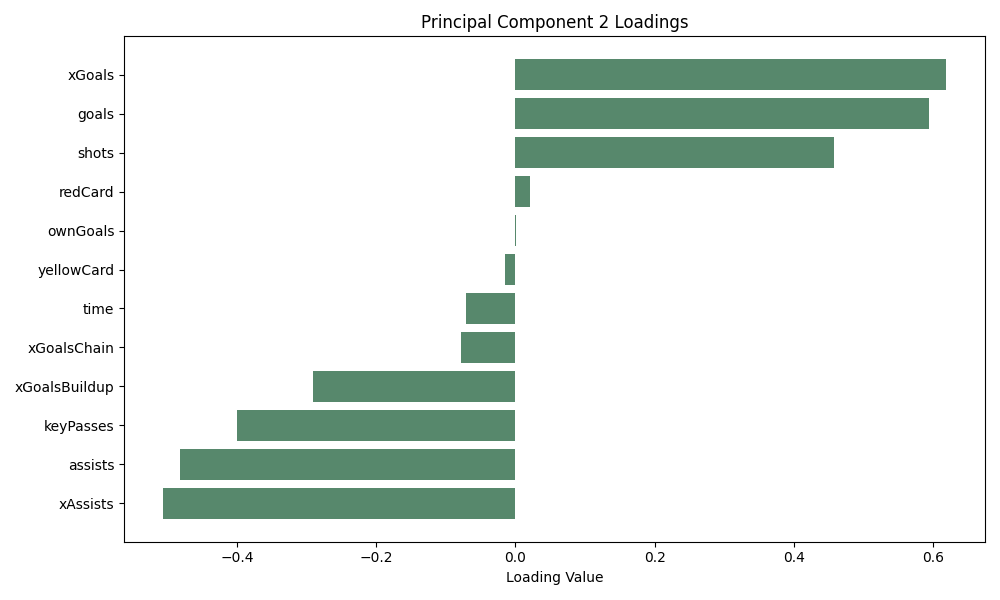 Principal Component 2 Loadings
xGoals
goals
shots
redCard
ownGoals
yellowCard
time
xGoalsChain
xGoalsBuildup
keyPasses
assists
xAssists
−0.4 −0.2 0.0 0.2 0.4 0.6
Loading Value